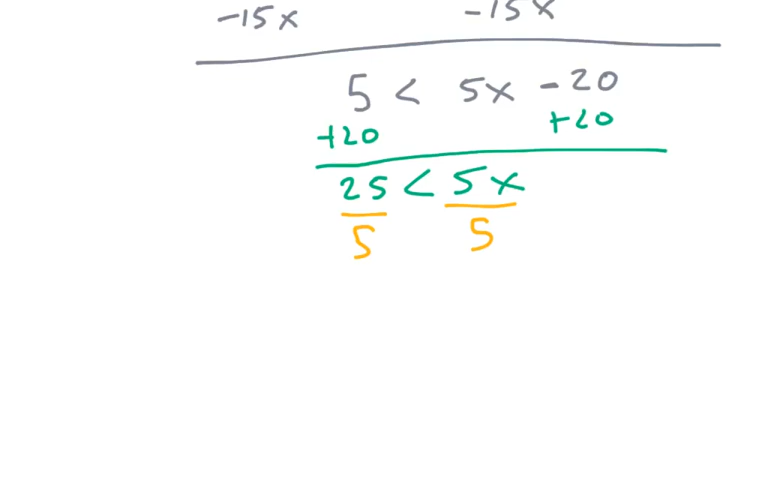 -15x -15x
5 < 5x -20
+20 +20
25 < 5x
5 5